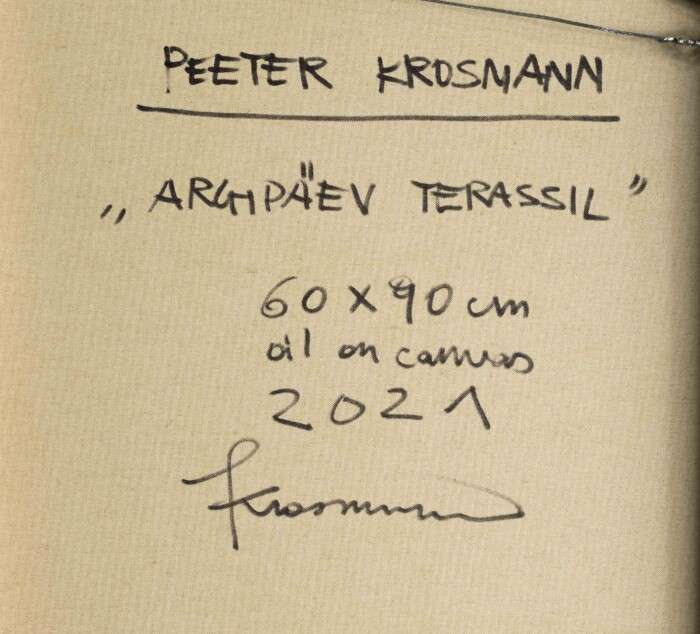 PEETER KROSMANN
„ARGIPÄEV TERASSIL”
60 x 90 cm
oil on canvas
2021
Krosmann